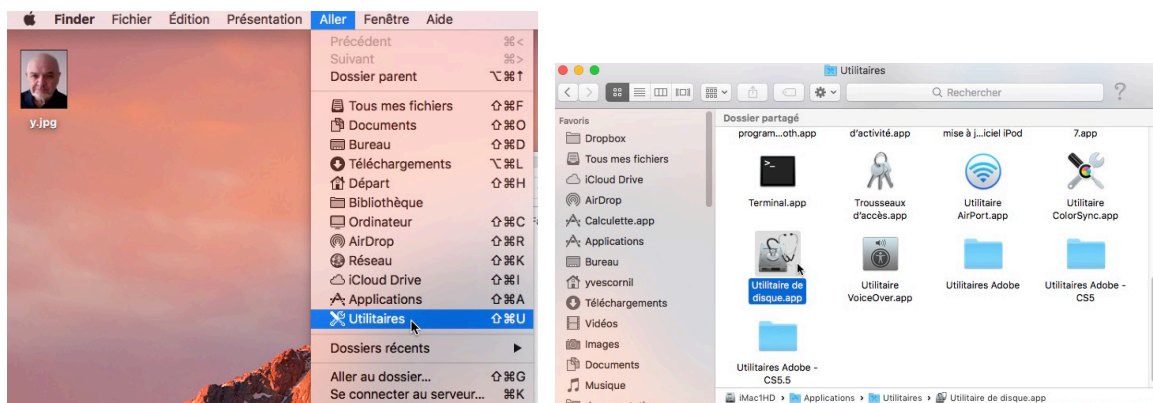 Finder Fichier Édition Présentation Aller Fenêtre Aide
y.jpg
Précédent ⌘<
Suivant ⌘>
Dossier parent ⌥⌘↑
Tous mes fichiers ⇧⌘F
Documents ⇧⌘O
Bureau ⇧⌘D
Téléchargements ⌥⌘L
Départ ⇧⌘H
Bibliothèque
Ordinateur ⇧⌘C
AirDrop ⇧⌘R
Réseau ⇧⌘K
iCloud Drive ⇧⌘I
Applications ⇧⌘A
Utilitaires ⇧⌘U
Dossiers récents ▶
Aller au dossier... ⇧⌘G
Se connecter au serveur... ⌘K
Utilitaires
Rechercher
?
Favoris
Dropbox
Tous mes fichiers
iCloud Drive
AirDrop
Calculette.app
Applications
Bureau
yvescornil
Téléchargements
Vidéos
Images
Documents
Musique
Dossier partagé
program...oth.app d'activité.app mise à j...iciel iPod 7.app
Terminal.app Trousseaux Utilitaire Utilitaire
d'accès.app AirPort.app ColorSync.app
Utilitaire de Utilitaire Utilitaires Adobe Utilitaires Adobe -
disque.app VoiceOver.app CS5
Utilitaires Adobe -
CS5.5
iMac1HD › Applications › Utilitaires › Utilitaire de disque.app